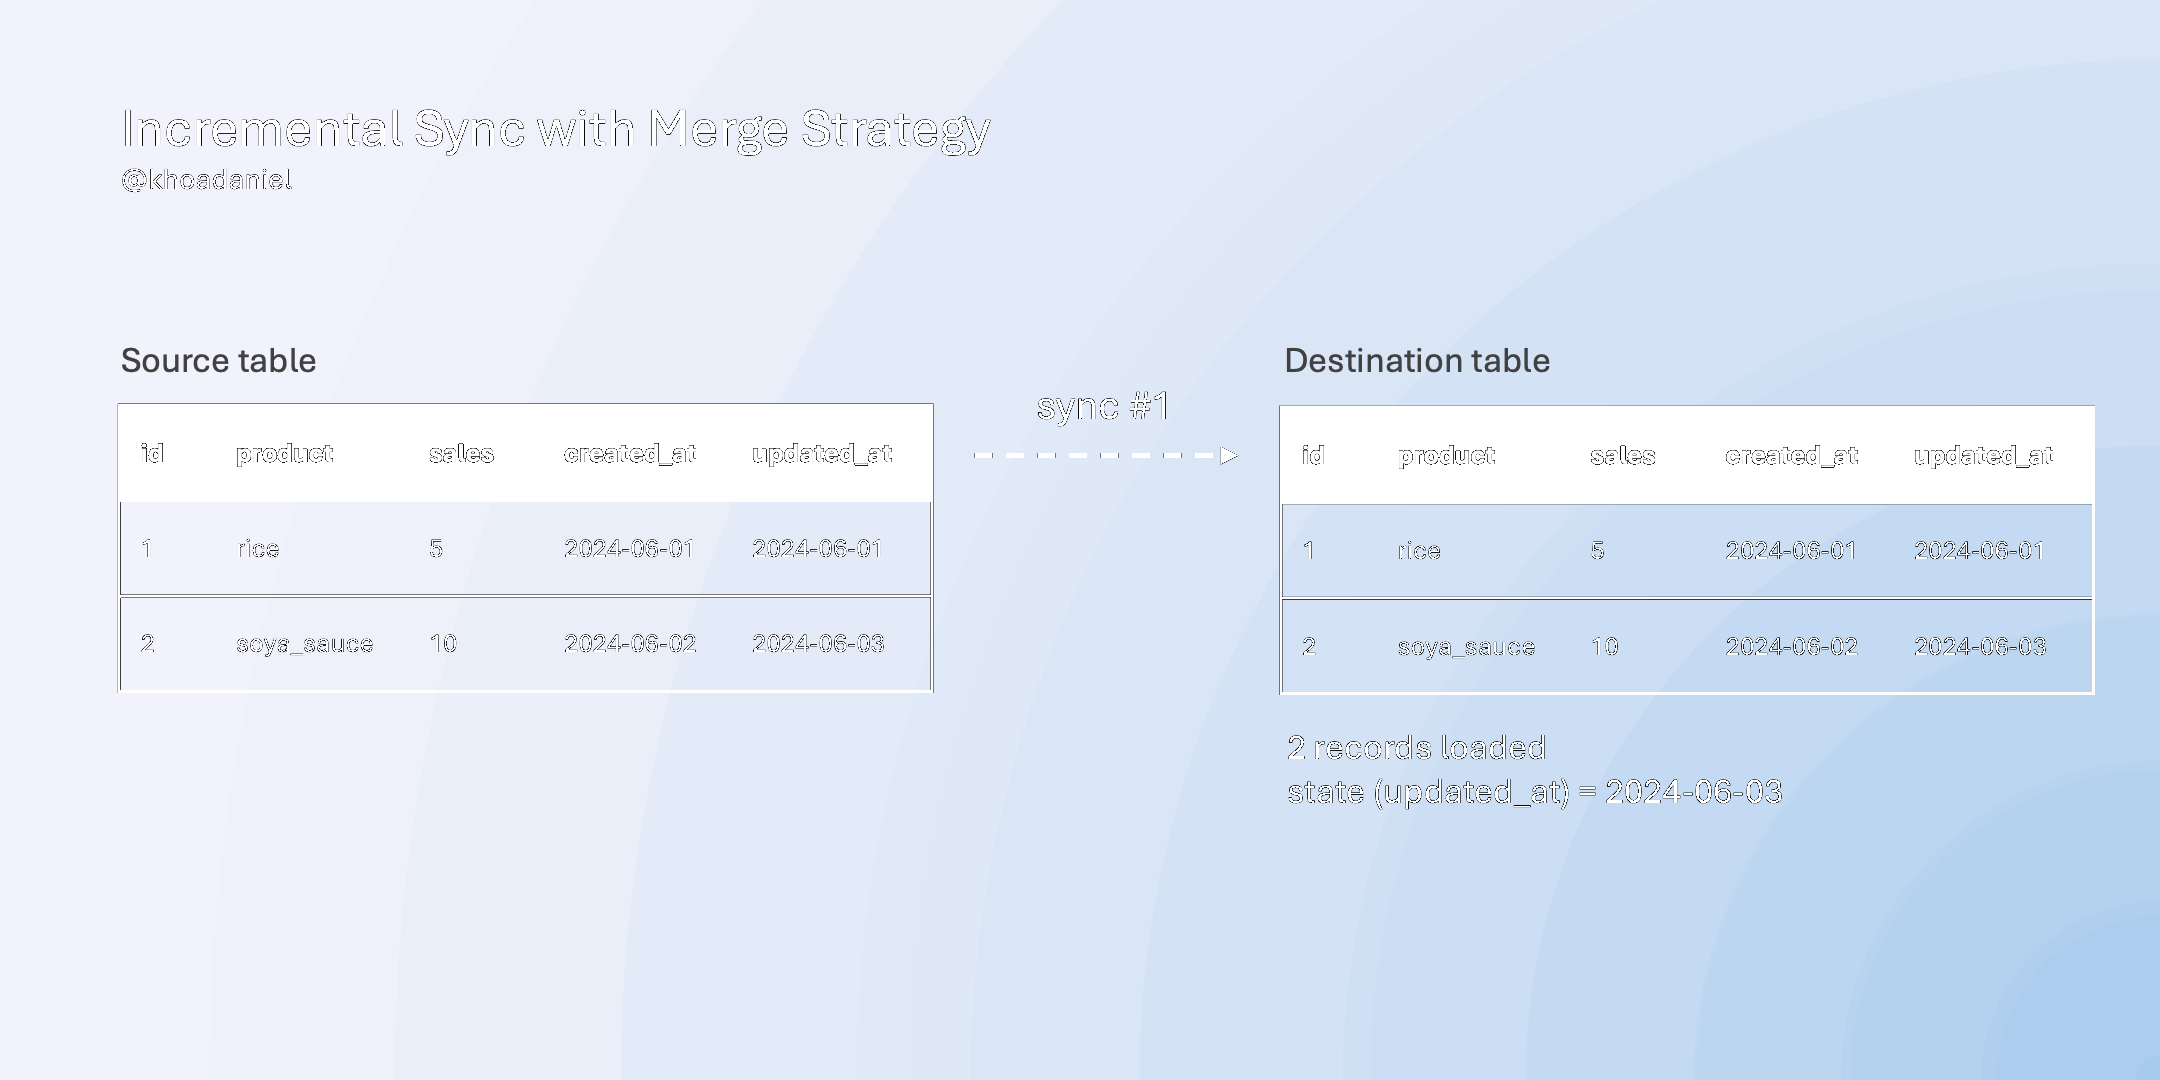 Incremental Sync with Merge Strategy
@khoadaniel
Source table
id product sales created_at updated_at
1 rice 5 2024-06-01 2024-06-01
2 soya_sauce 10 2024-06-02 2024-06-03
sync #1
Destination table
id product sales created_at updated_at
1 rice 5 2024-06-01 2024-06-01
2 soya_sauce 10 2024-06-02 2024-06-03
2 records loaded
state (updated_at) = 2024-06-03